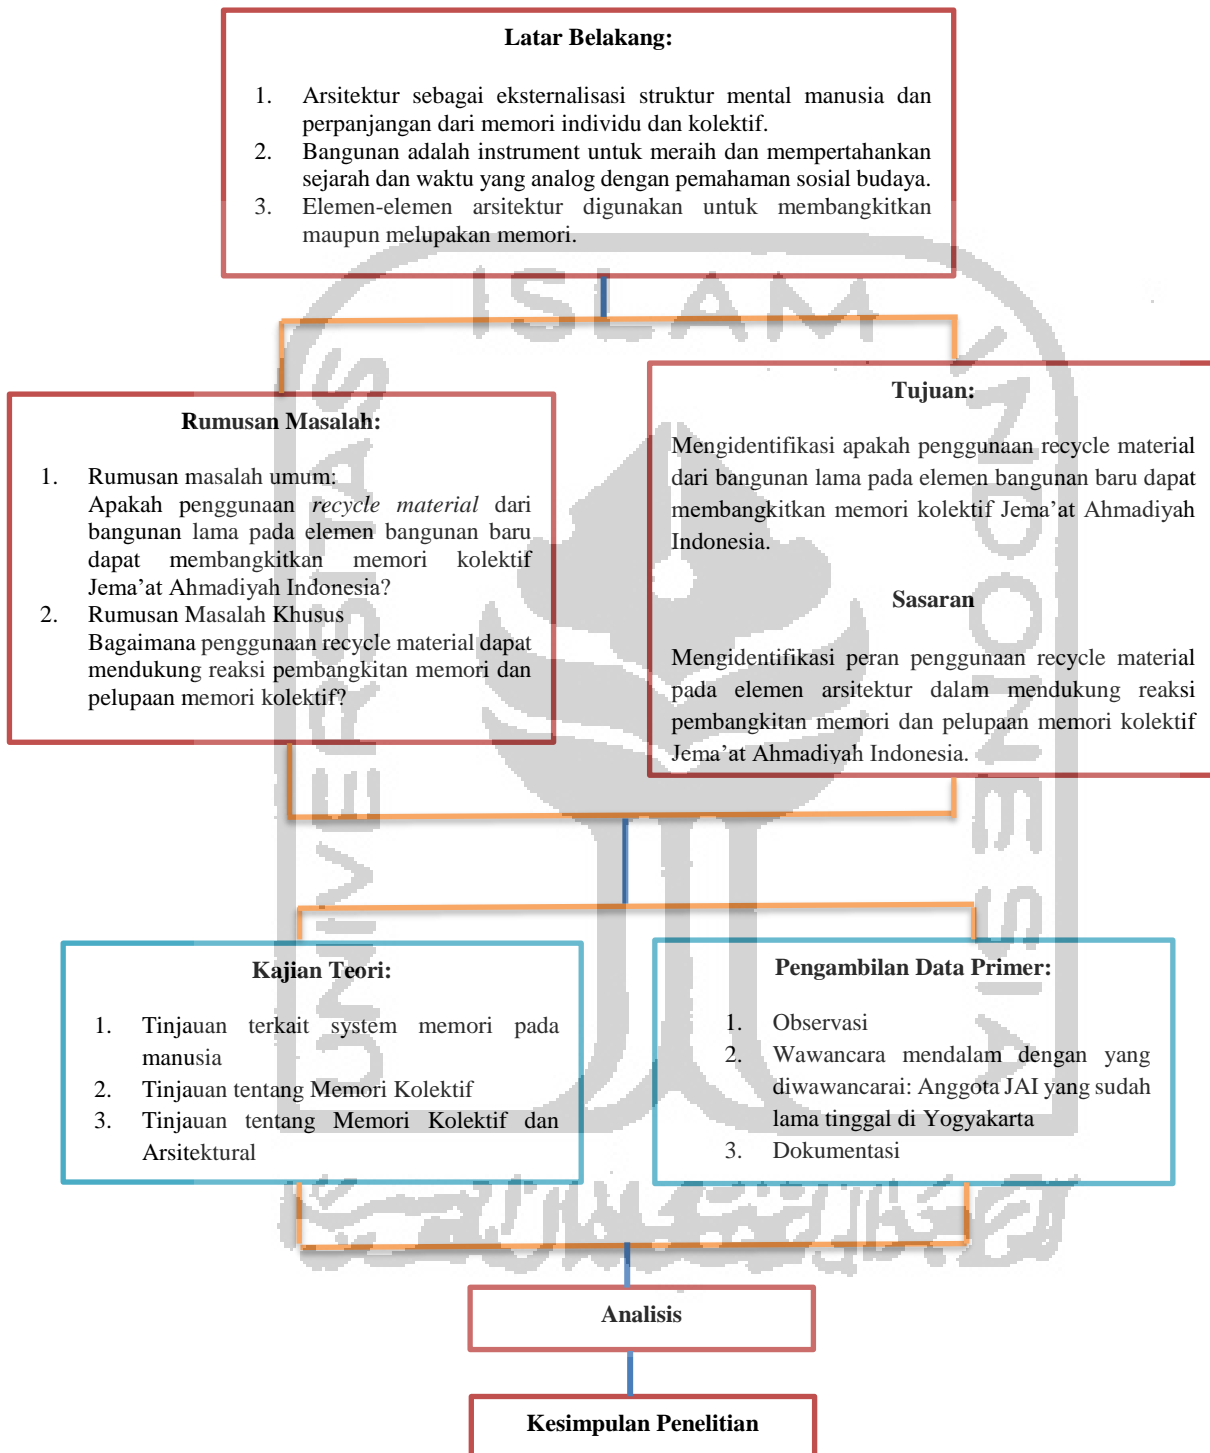 Latar Belakang:
1. Arsitektur sebagai eksternalisasi struktur mental manusia dan
perpanjangan dari memori individu dan kolektif.
2. Bangunan adalah instrument untuk meraih dan mempertahankan
sejarah dan waktu yang analog dengan pemahaman sosial budaya.
3. Elemen-elemen arsitektur digunakan untuk membangkitkan
maupun melupakan memori.
Rumusan Masalah:
1. Rumusan masalah umum:
Apakah penggunaan recycle material dari
bangunan lama pada elemen bangunan baru
dapat membangkitkan memori kolektif
Jema’at Ahmadiyah Indonesia?
2. Rumusan Masalah Khusus
Bagaimana penggunaan recycle material dapat
mendukung reaksi pembangkitan memori dan
pelupaan memori kolektif?
Tujuan:
Mengidentifikasi apakah penggunaan recycle material
dari bangunan lama pada elemen bangunan baru dapat
membangkitkan memori kolektif Jema’at Ahmadiyah
Indonesia.
Sasaran
Mengidentifikasi peran penggunaan recycle material
pada elemen arsitektur dalam mendukung reaksi
pembangkitan memori dan pelupaan memori kolektif
Jema’at Ahmadiyah Indonesia.
Kajian Teori:
1. Tinjauan terkait system memori pada
manusia
2. Tinjauan tentang Memori Kolektif
3. Tinjauan tentang Memori Kolektif dan
Arsitektural
Pengambilan Data Primer:
1. Observasi
2. Wawancara mendalam dengan yang
diwawancarai: Anggota JAI yang sudah
lama tinggal di Yogyakarta
3. Dokumentasi
Analisis
Kesimpulan Penelitian
UNIVERSITAS
ISLAM
INDONESIA